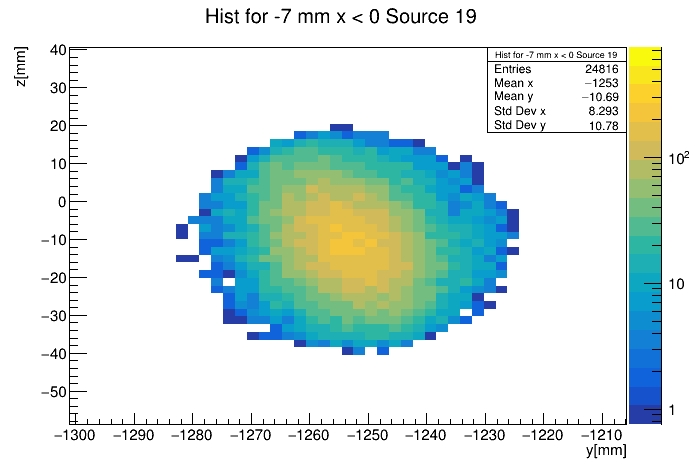 Hist for -7 mm x < 0 Source 19
z[mm]
40
30
20
10
0
−10
−20
−30
−40
−50
Hist for -7 mm x < 0 Source 19
Entries 24816
Mean x −1253
Mean y −10.69
Std Dev x 8.293
Std Dev y 10.78
10²
10
1
−1300 −1290 −1280 −1270 −1260 −1250 −1240 −1230 −1220 −1210
y[mm]